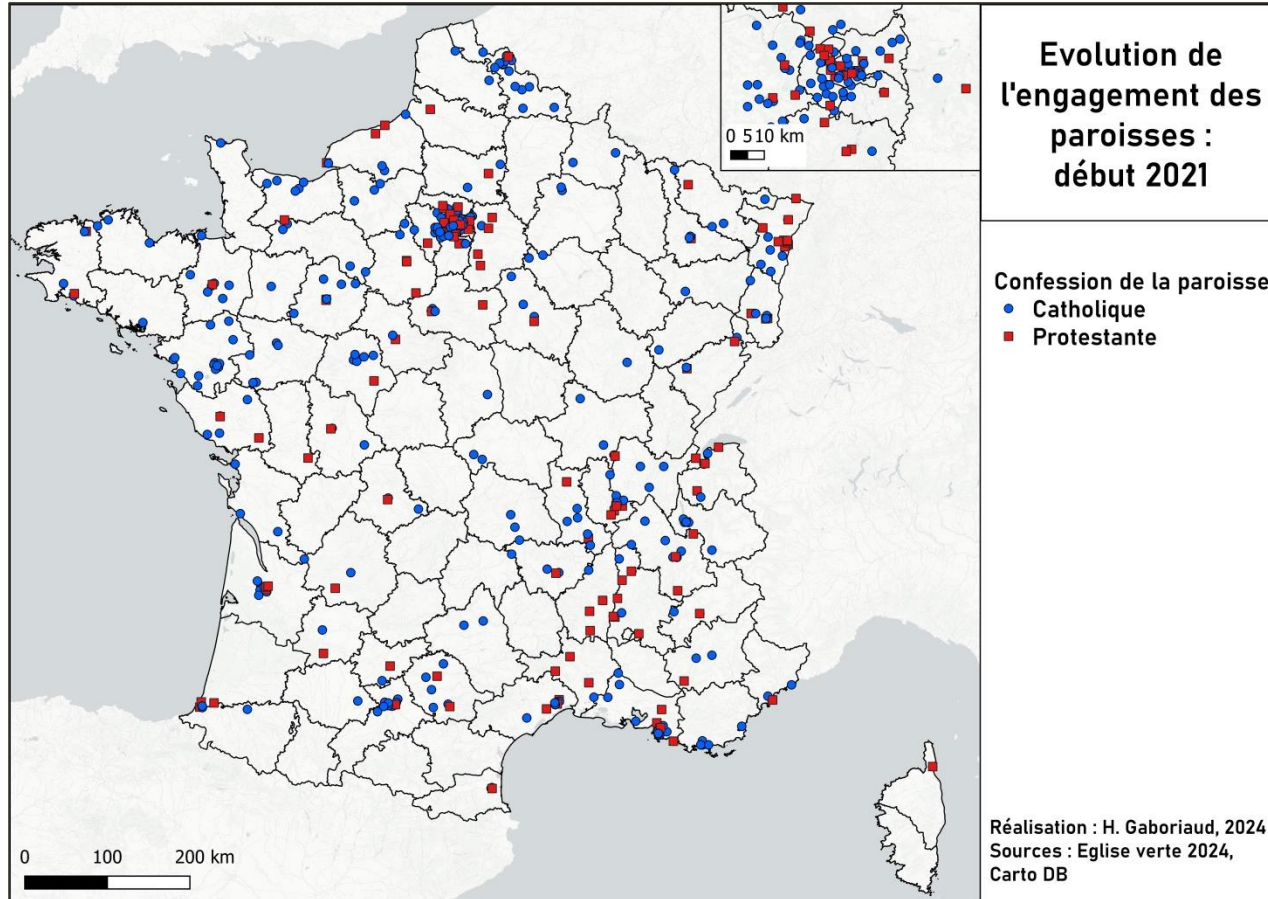 Evolution de
l'engagement des
paroisses :
début 2021
0 510 km
Confession de la paroisse
Catholique
Protestante
0 100 200 km
Réalisation : H. Gaboriaud, 2024
Sources : Eglise verte 2024,
Carto DB